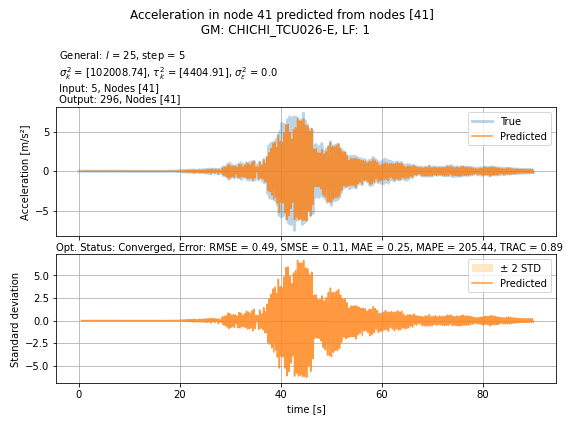 Acceleration in node 41 predicted from nodes [41]
GM: CHICHI_TCU026-E, LF: 1
General: l = 25, step = 5
σ²ₖ = [102008.74], τ²ₖ = [4404.91], σ²ε = 0.0
Input: 5, Nodes [41]
Output: 296, Nodes [41]
Acceleration [m/s²]
5
0
−5
True
Predicted
Opt. Status: Converged, Error: RMSE = 0.49, SMSE = 0.11, MAE = 0.25, MAPE = 205.44, TRAC = 0.89
Standard deviation
5.0
2.5
0.0
−2.5
−5.0
± 2 STD
Predicted
0 20 40 60 80
time [s]